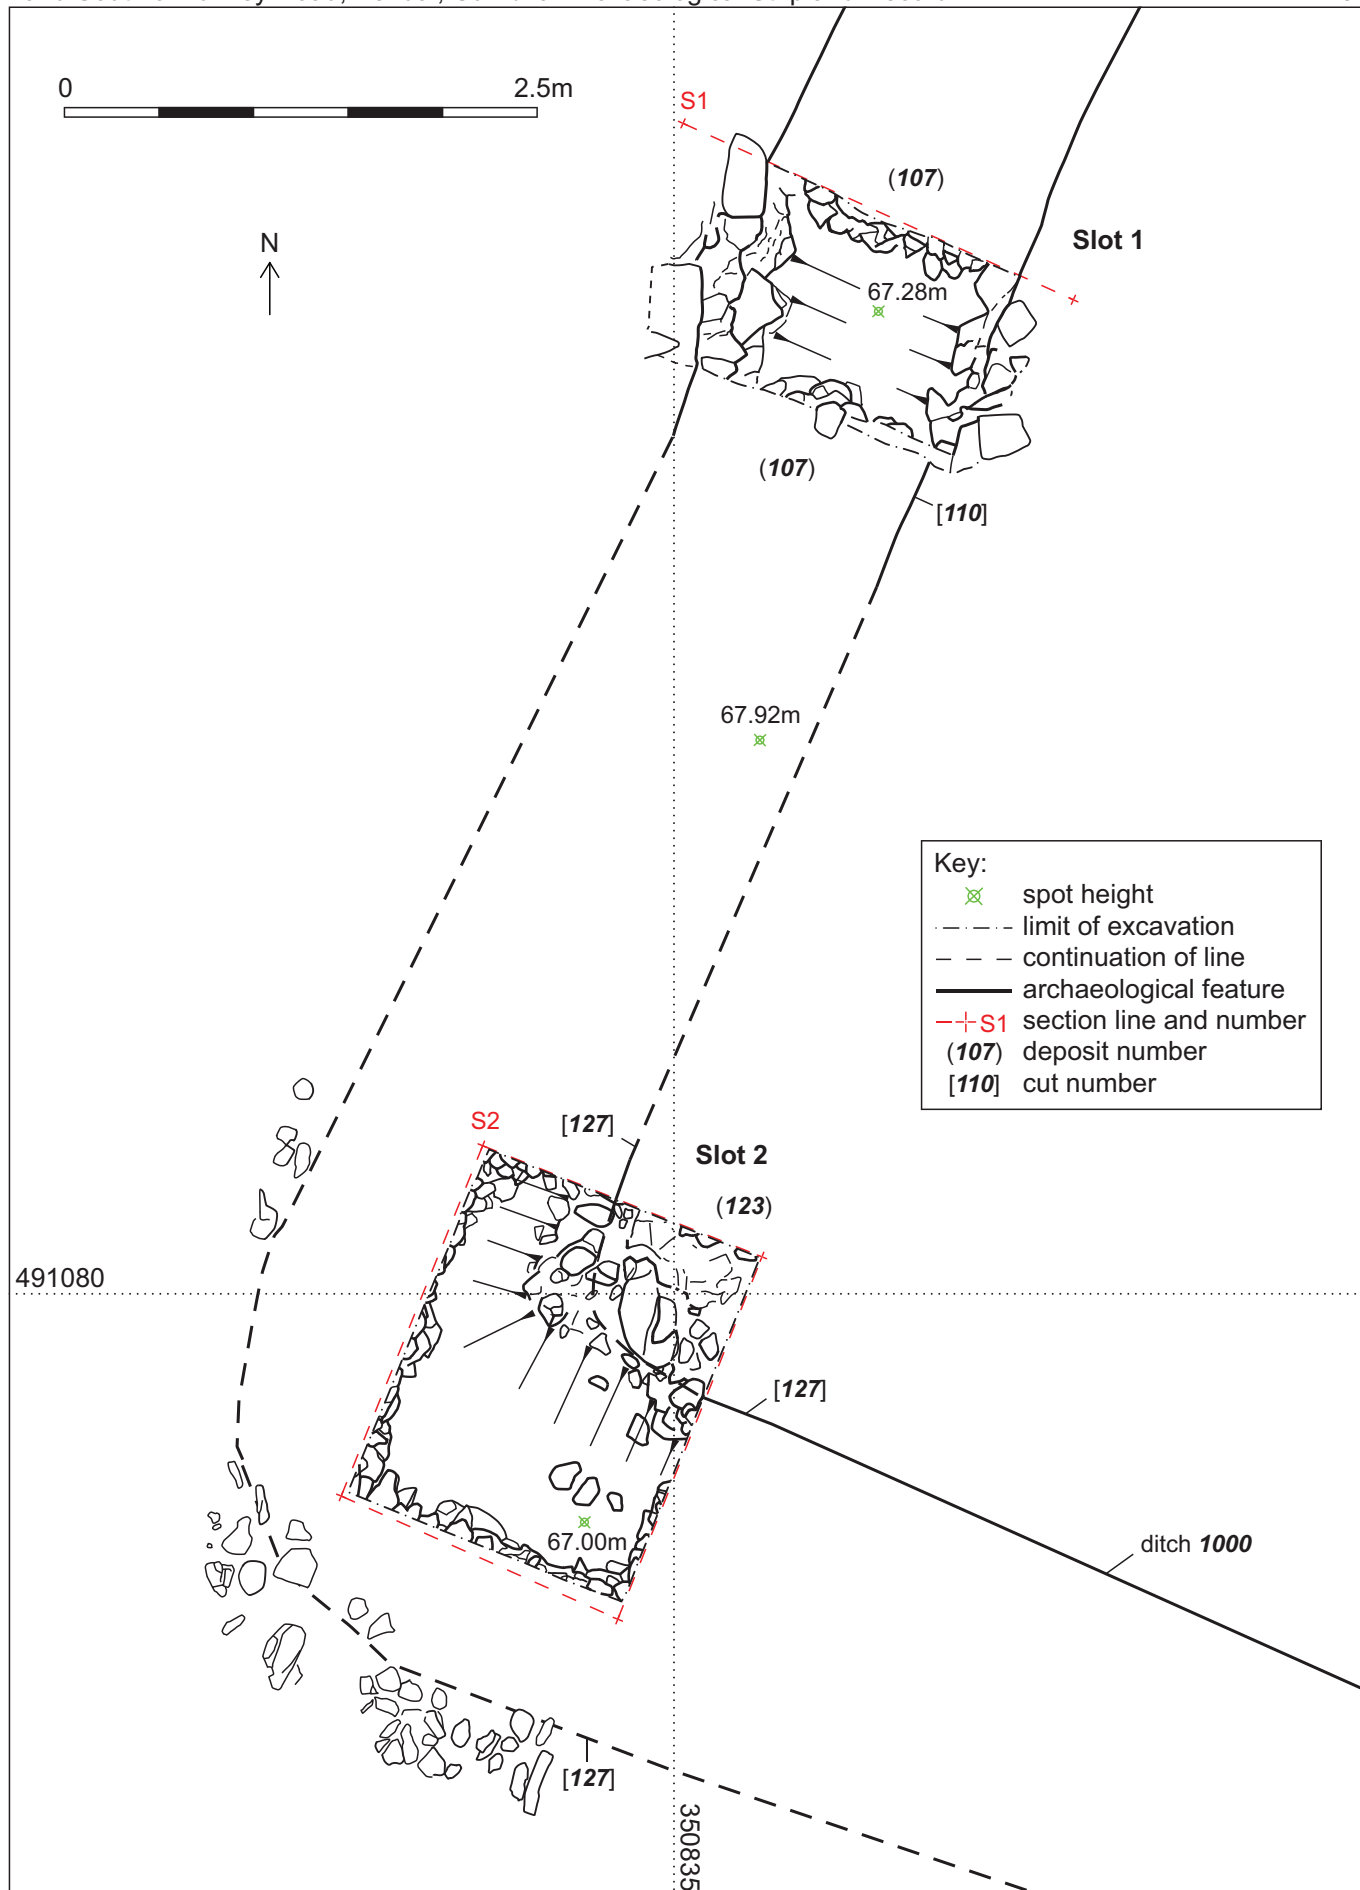 0 2.5m
S1
(107)
Slot 1
N
67.28m
(107)
[110]
67.92m
Key:
spot height
limit of excavation
continuation of line
archaeological feature
S1 section line and number
(107) deposit number
[110] cut number
S2
[127]
Slot 2
(123)
491080
[127]
67.00m
ditch 1000
[127]
350835